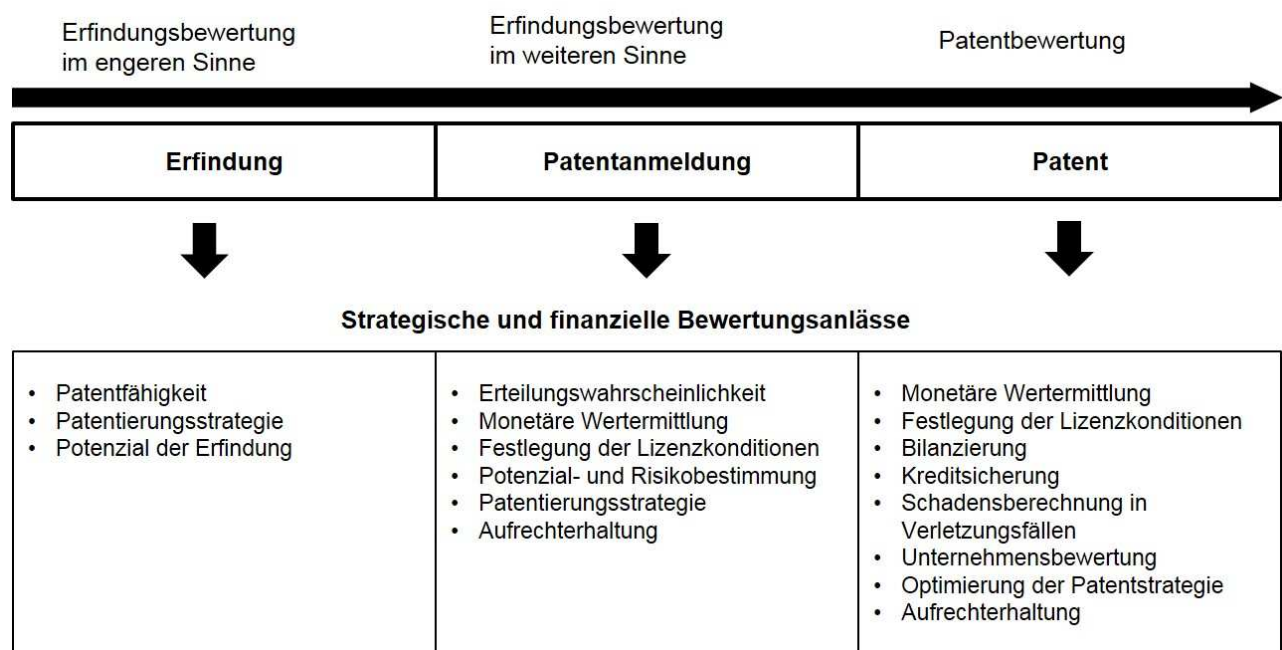 Erfindungsbewertung
im engeren Sinne
Erfindungsbewertung
im weiteren Sinne
Patentbewertung
Erfindung
Patentanmeldung
Patent
Strategische und finanzielle Bewertungsanlässe
• Patentfähigkeit
• Patentierungsstrategie
• Potenzial der Erfindung
• Erteilungswahrscheinlichkeit
• Monetäre Wertermittlung
• Festlegung der Lizenzkonditionen
• Potenzial- und Risikobestimmung
• Patentierungsstrategie
• Aufrechterhaltung
• Monetäre Wertermittlung
• Festlegung der Lizenzkonditionen
• Bilanzierung
• Kreditsicherung
• Schadensberechnung in
Verletzungsfällen
• Unternehmensbewertung
• Optimierung der Patentstrategie
• Aufrechterhaltung